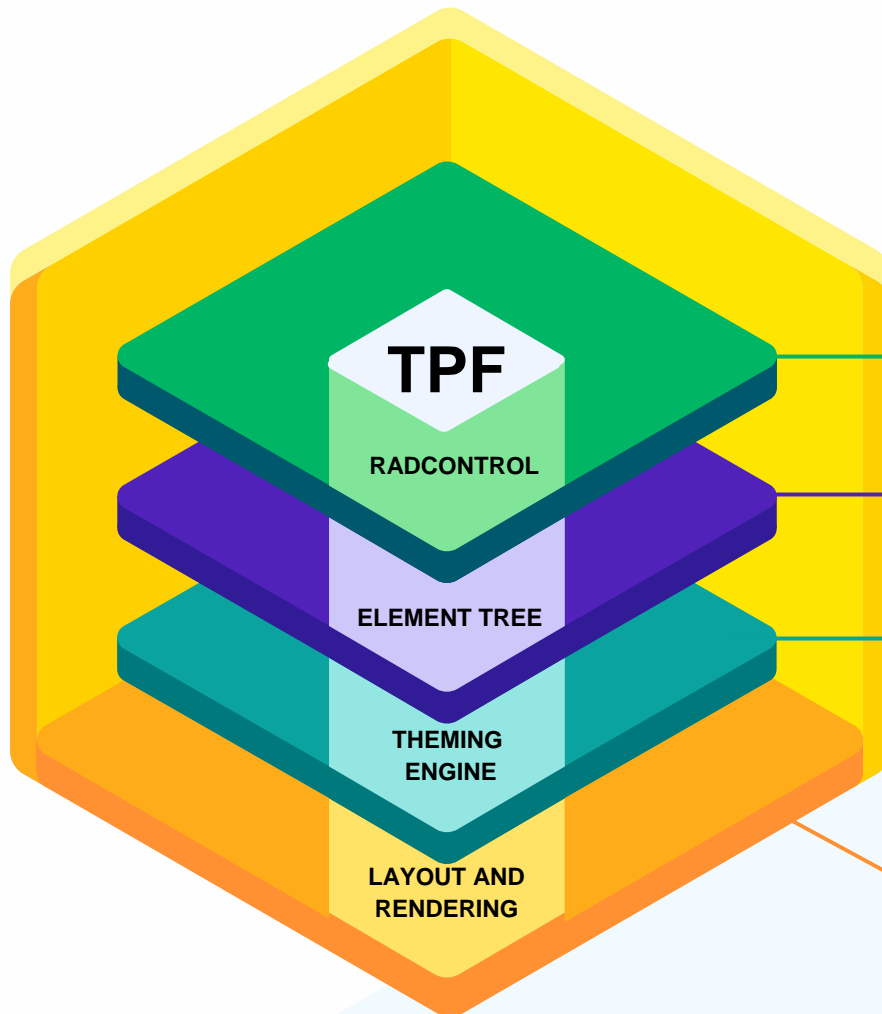 TPF
RADCONTROL
ELEMENT TREE
THEMING
ENGINE
LAYOUT AND
RENDERING